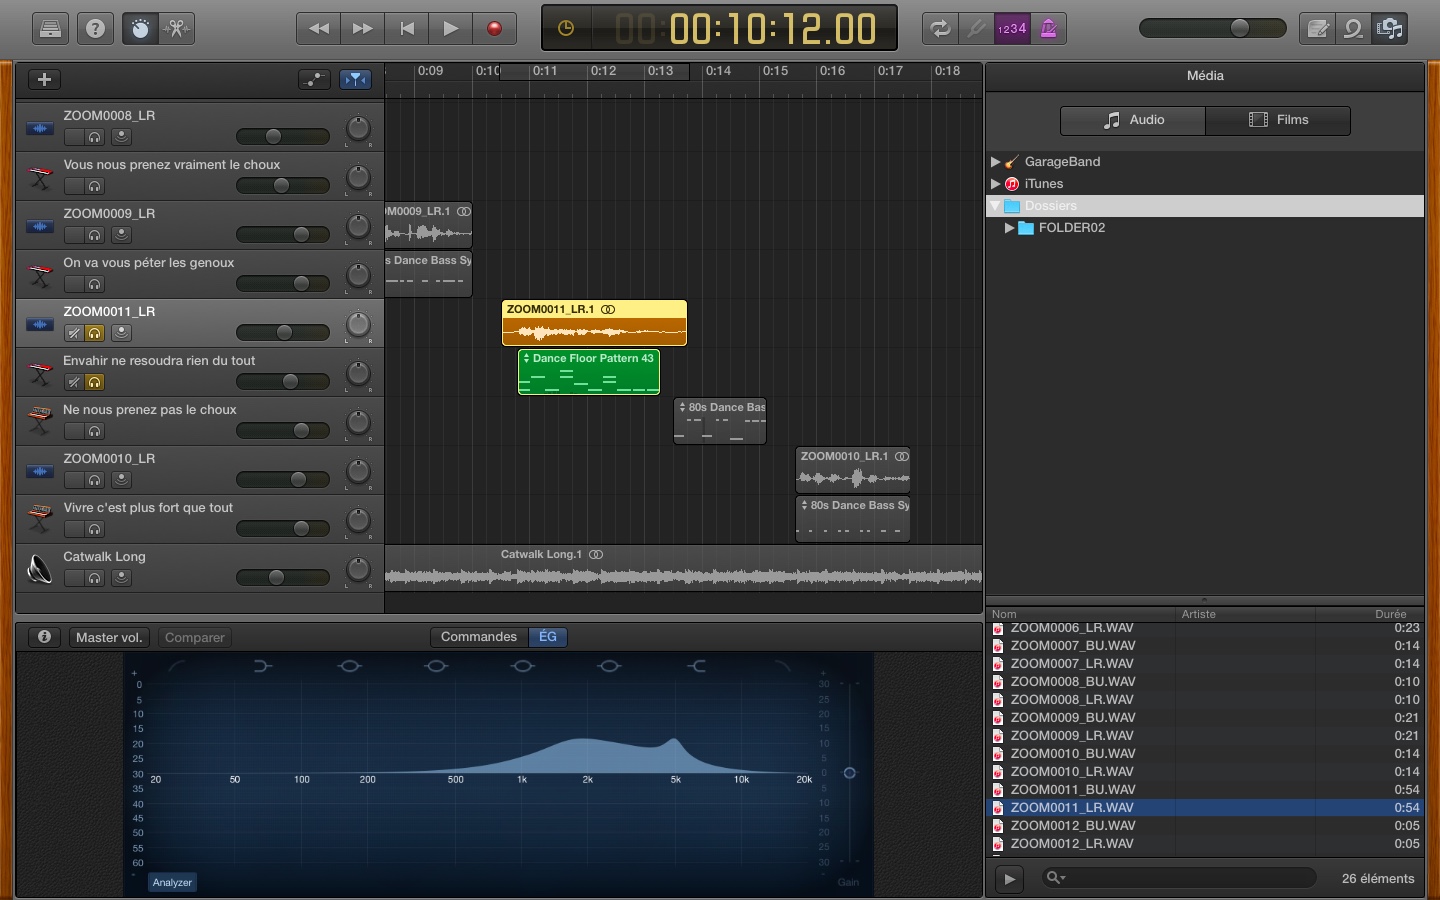 00:10:12.00
1234
0:09 0:10 0:11 0:12 0:13 0:14 0:15 0:16 0:17 0:18
ZOOM0008_LR
L R
Vous nous prenez vraiment le choux
L R
ZOOM0009_LR
L R
On va vous péter les genoux
L R
ZOOM0011_LR
L R
Envahir ne resoudra rien du tout
L R
Ne nous prenez pas le choux
L R
ZOOM0010_LR
L R
Vivre c'est plus fort que tout
L R
Catwalk Long
L R
OM0009_LR.1
s Dance Bass Sy
ZOOM0011_LR.1
Dance Floor Pattern 43
80s Dance Bas
ZOOM0010_LR.1
80s Dance Bass Sy
Catwalk Long.1
Média
Audio
Films
GarageBand
iTunes
Dossiers
FOLDER02
Nom Artiste Durée
ZOOM0006_LR.WAV 0:23
ZOOM0007_BU.WAV 0:14
ZOOM0007_LR.WAV 0:14
ZOOM0008_BU.WAV 0:10
ZOOM0008_LR.WAV 0:10
ZOOM0009_BU.WAV 0:21
ZOOM0009_LR.WAV 0:21
ZOOM0010_BU.WAV 0:14
ZOOM0010_LR.WAV 0:14
ZOOM0011_BU.WAV 0:54
ZOOM0011_LR.WAV 0:54
ZOOM0012_BU.WAV 0:05
ZOOM0012_LR.WAV 0:05
26 éléments
Master vol.
Comparer
Commandes
ÉG
+
0
5
10
15
20
25
30
35
40
45
50
55
60
-
20 50 100 200 500 1k 2k 5k 10k 20k
+
30
25
20
15
10
5
0
5
10
15
20
25
30
-
Analyzer
Gain